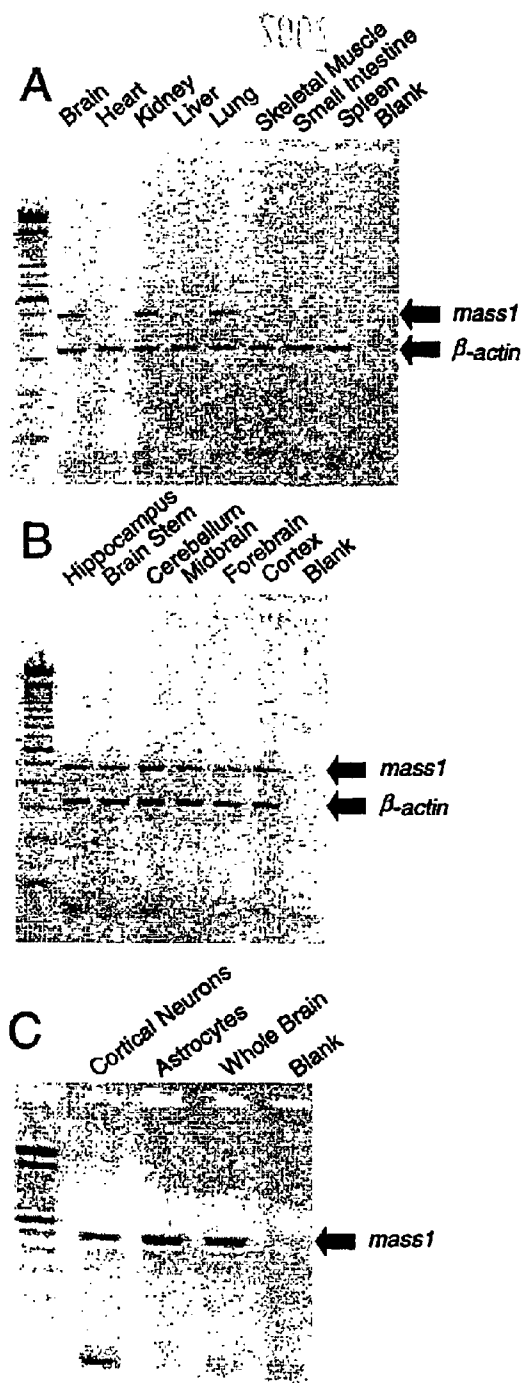 A
Brain
Heart
Kidney
Liver
Lung
Skeletal Muscle
Small Intestine
Spleen
Blank
mass1
β-actin
B
Hippocampus
Brain Stem
Cerebellum
Midbrain
Forebrain
Cortex
Blank
mass1
β-actin
C
Cortical Neurons
Astrocytes
Whole Brain
Blank
mass1